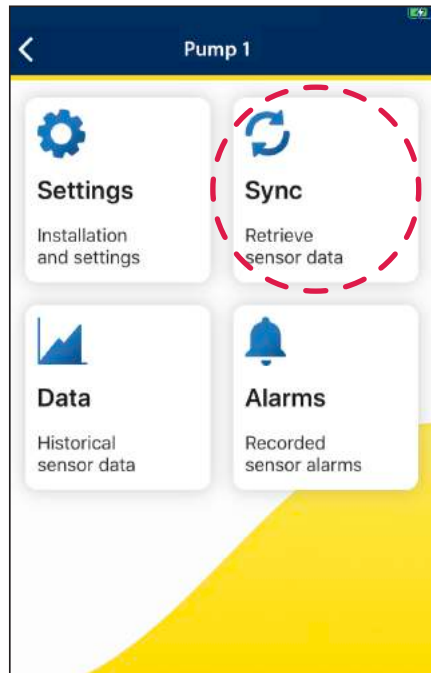 Pump 1
Settings
Installation
and settings
Sync
Retrieve
sensor data
Data
Historical
sensor data
Alarms
Recorded
sensor alarms